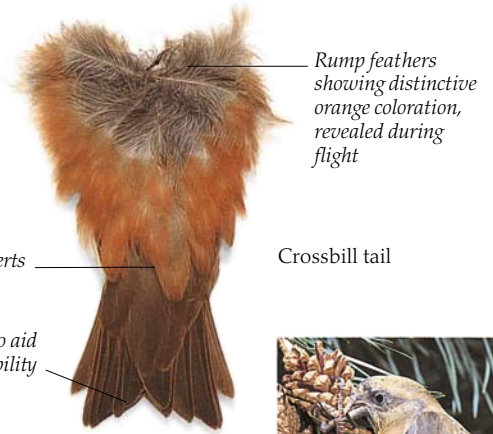 Rump feathers
showing distinctive
orange coloration,
revealed during
flight
erts
Crossbill tail
o aid
bility